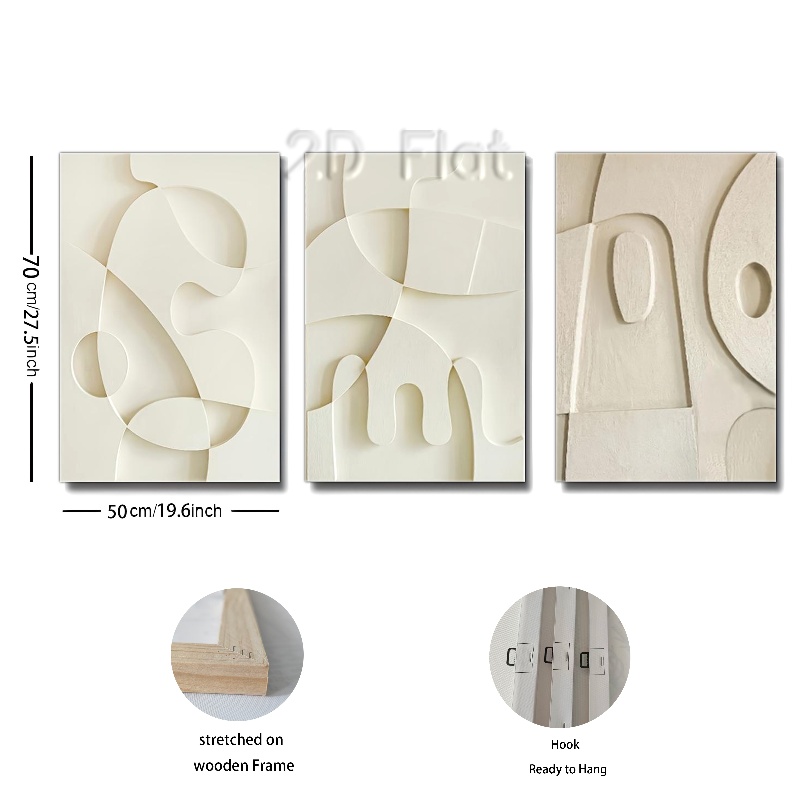 2D Flat
70 cm/27.5inch
50cm/19.6inch
stretched on
wooden Frame
Hook
Ready to Hang